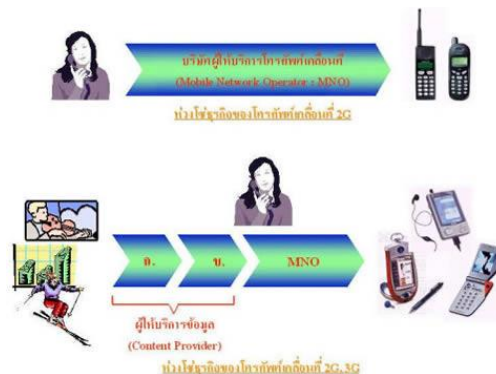 บริษัทผู้ให้บริการโทรศัพท์เคลื่อนที่
(Mobile Network Operator : MNO)
ห่วงโซ่ธุรกิจของโทรศัพท์เคลื่อนที่ 2G
ก.
ข.
MNO
ผู้ให้บริการข้อมูล
(Content Provider)
ห่วงโซ่ธุรกิจของโทรศัพท์เคลื่อนที่ 2G, 3G